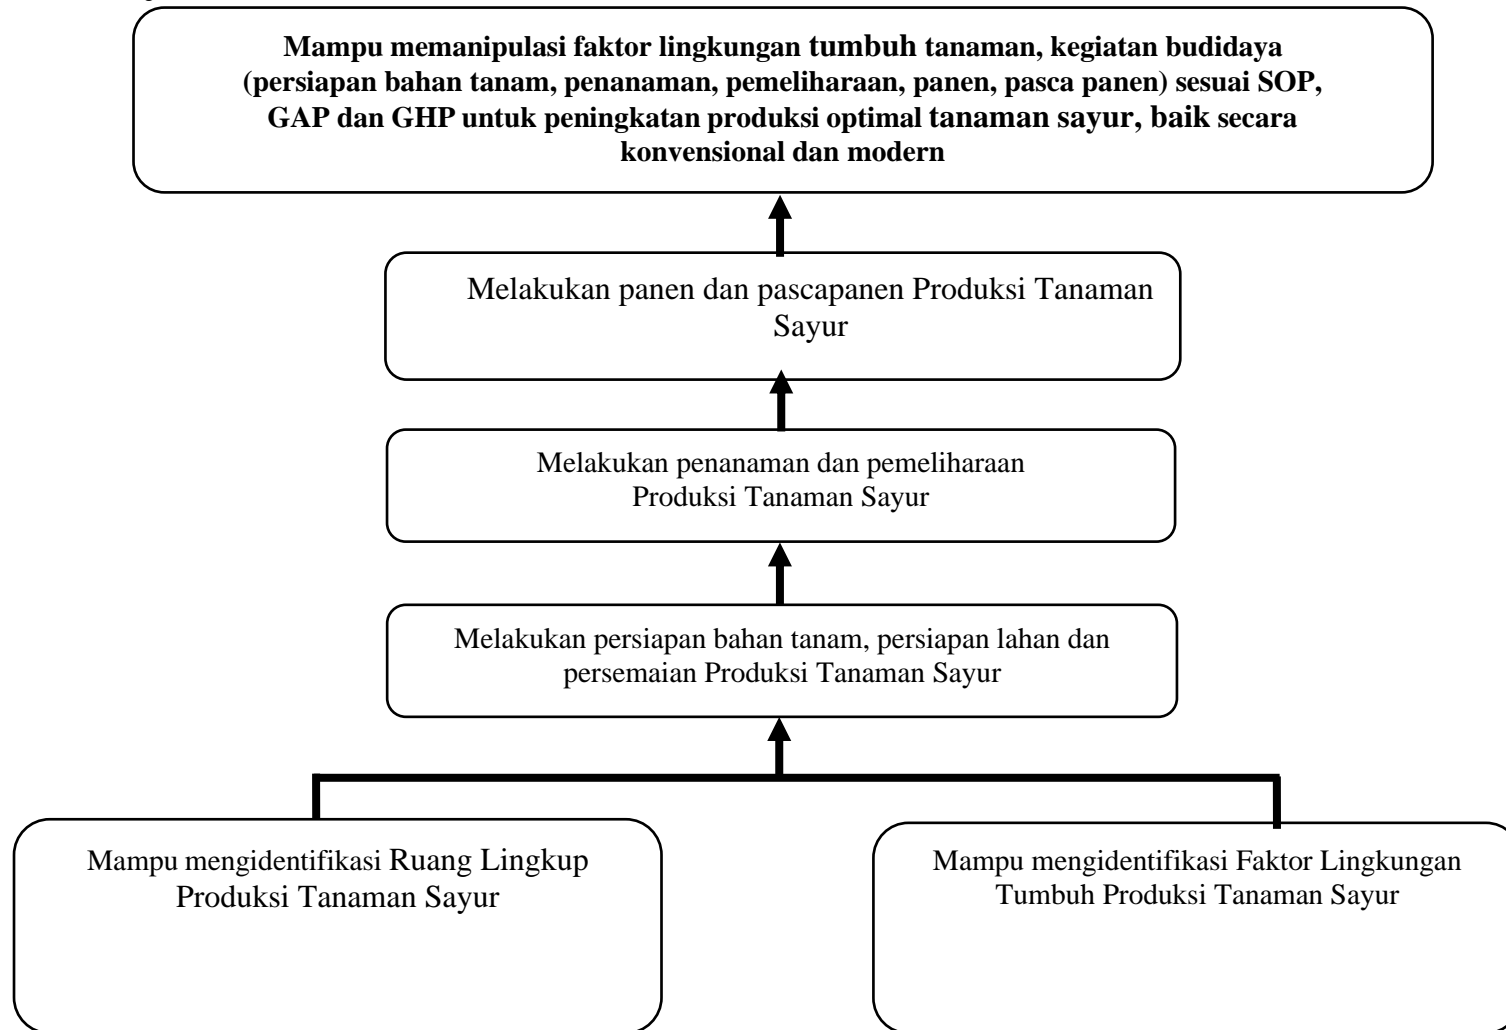 Mampu memanipulasi faktor lingkungan tumbuh tanaman, kegiatan budidaya
(persiapan bahan tanam, penanaman, pemeliharaan, panen, pasca panen) sesuai SOP,
GAP dan GHP untuk peningkatan produksi optimal tanaman sayur, baik secara
konvensional dan modern
Melakukan panen dan pascapanen Produksi Tanaman
Sayur
Melakukan penanaman dan pemeliharaan
Produksi Tanaman Sayur
Melakukan persiapan bahan tanam, persiapan lahan dan
persemaian Produksi Tanaman Sayur
Mampu mengidentifikasi Ruang Lingkup
Produksi Tanaman Sayur
Mampu mengidentifikasi Faktor Lingkungan
Tumbuh Produksi Tanaman Sayur